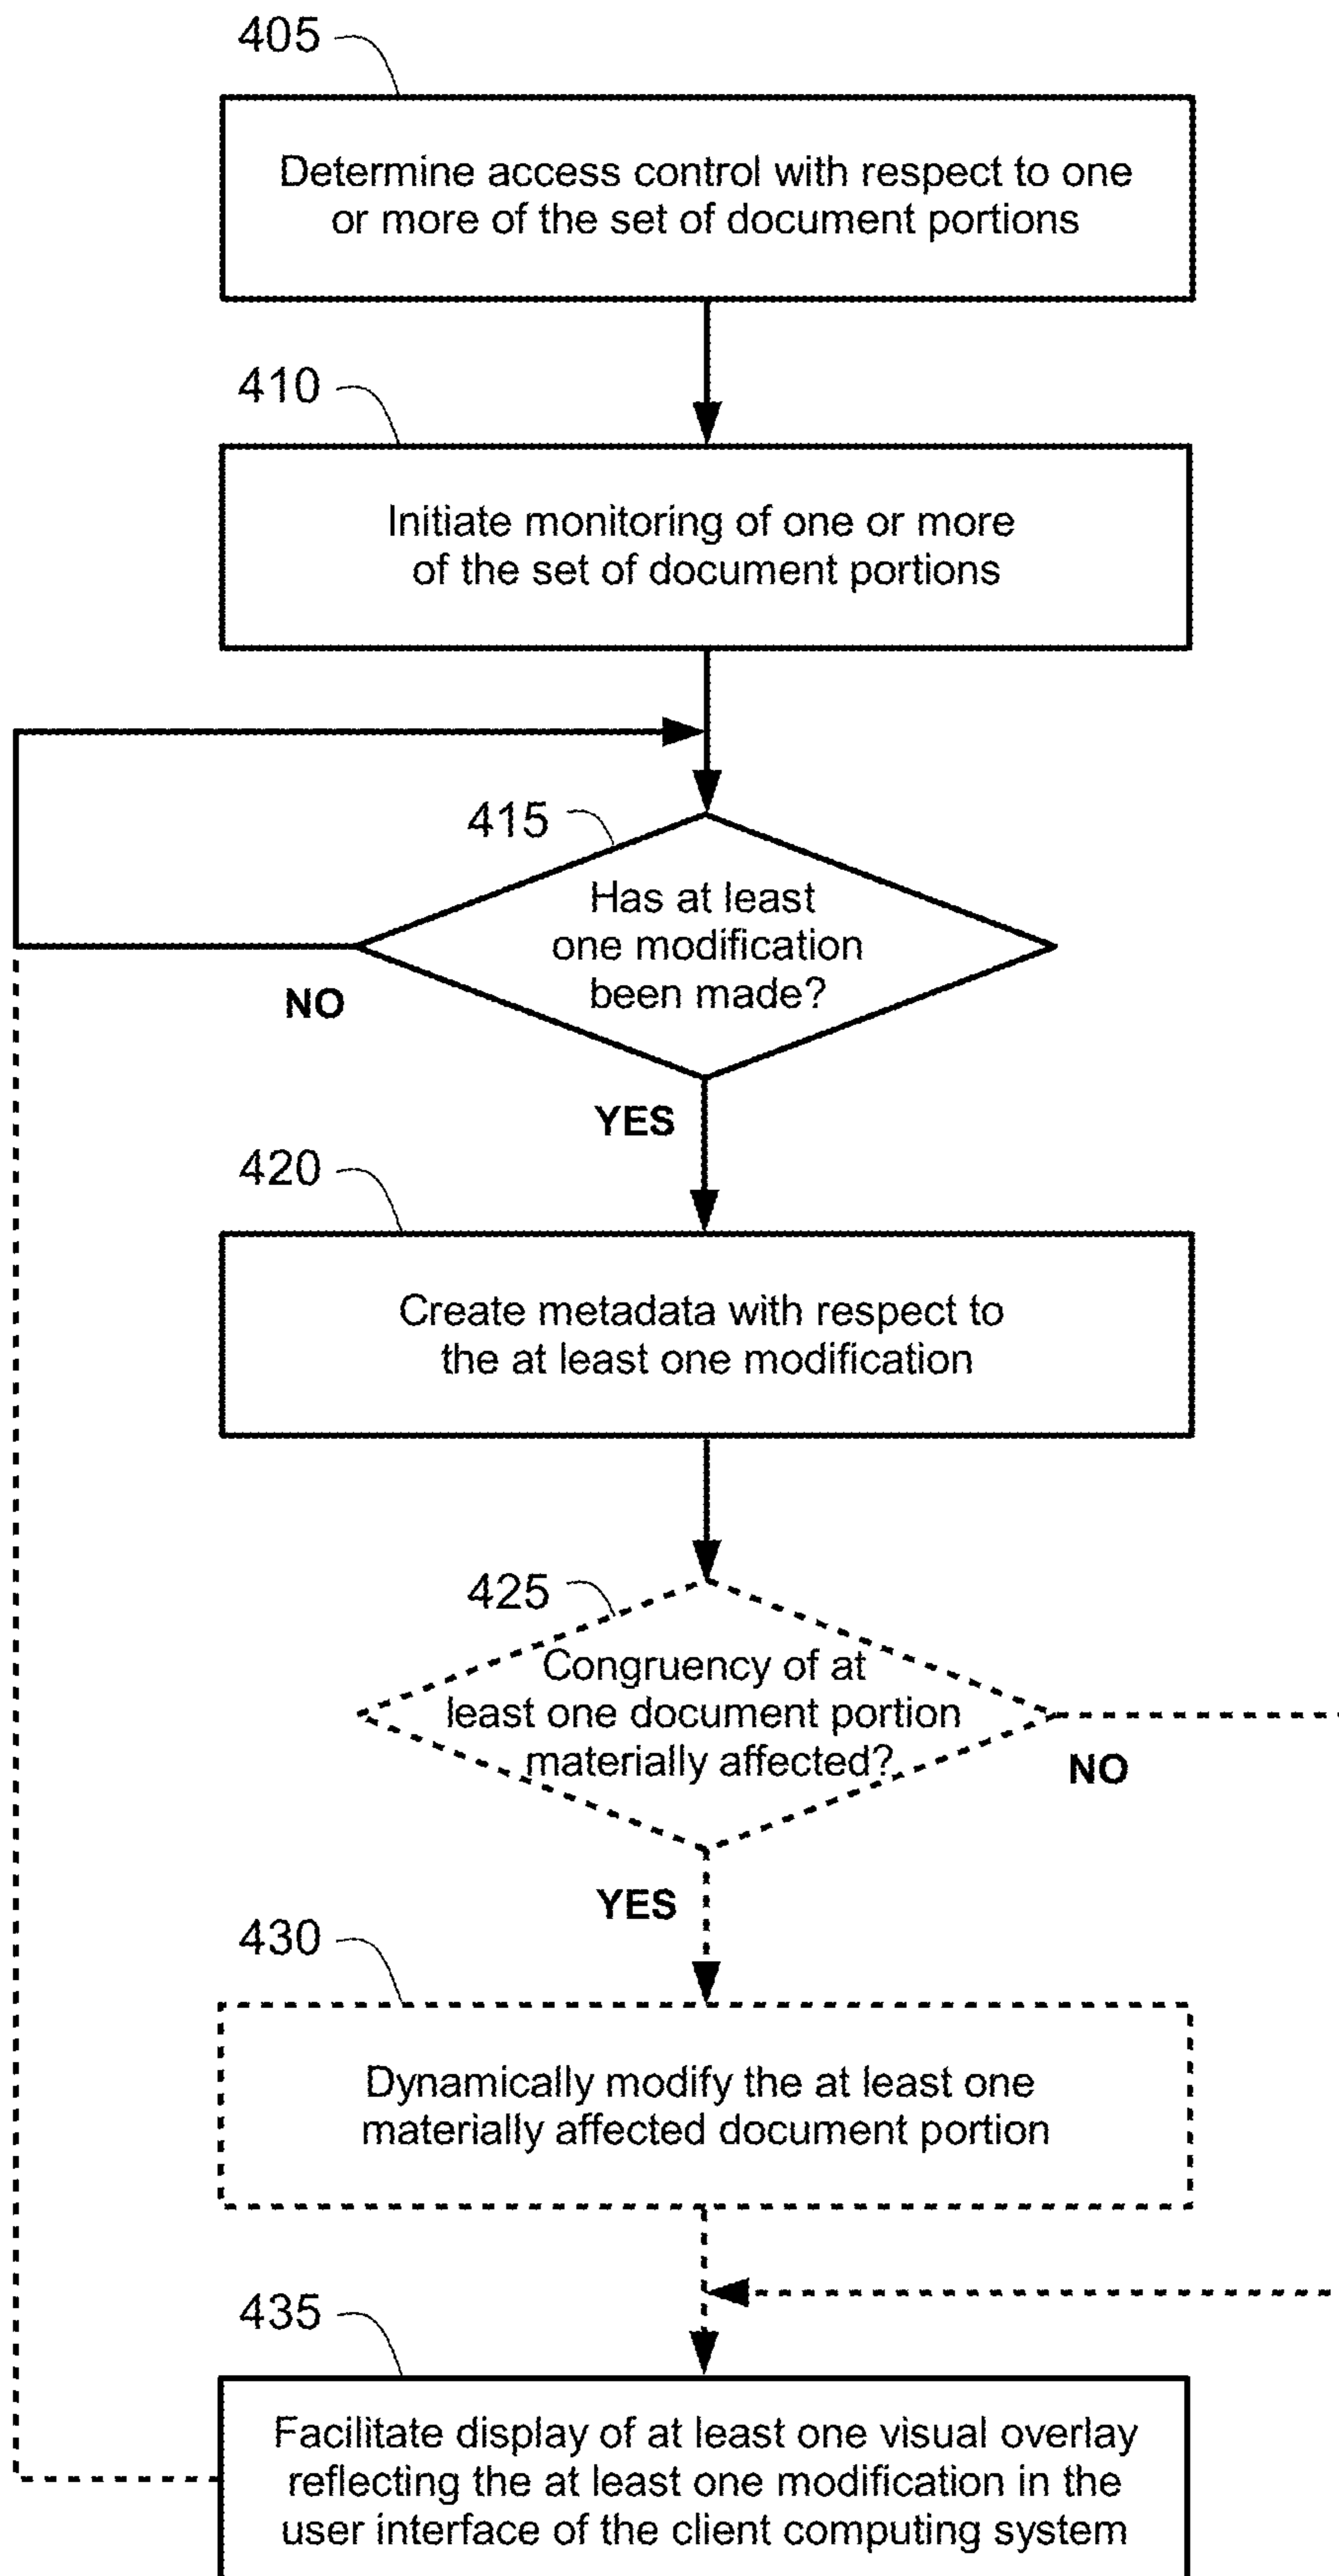 405
Determine access control with respect to one
or more of the set of document portions
410
Initiate monitoring of one or more
of the set of document portions
415
Has at least
one modification
been made?
NO
YES
420
Create metadata with respect to
the at least one modification
425
Congruency of at
least one document portion
materially affected?
NO
YES
430
Dynamically modify the at least one
materially affected document portion
435
Facilitate display of at least one visual overlay
reflecting the at least one modification in the
user interface of the client computing system